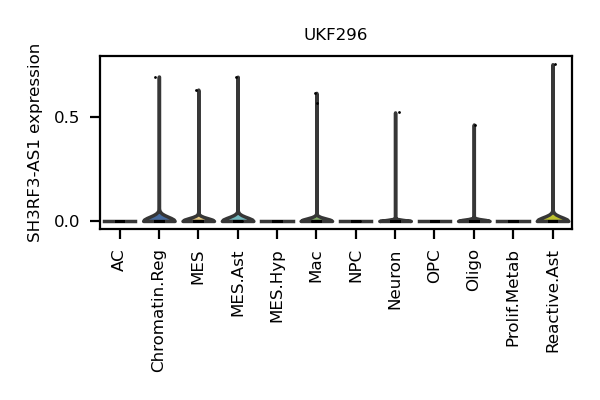 UKF296
SH3RF3-AS1 expression
0.5
0.0
AC
Chromatin.Reg
MES
MES.Ast
MES.Hyp
Mac
NPC
Neuron
OPC
Oligo
Prolif.Metab
Reactive.Ast